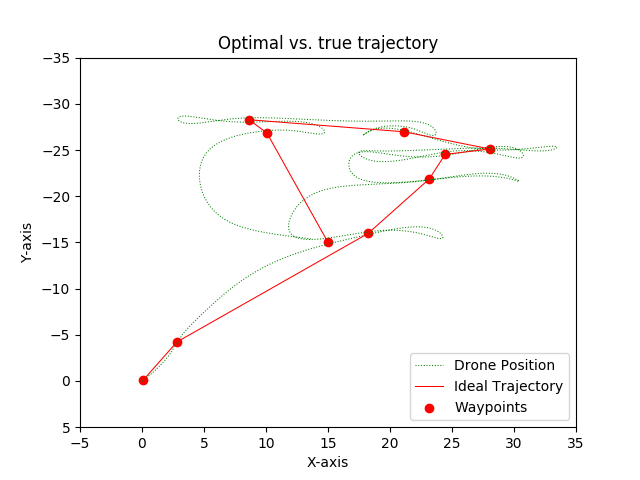 Optimal vs. true trajectory
−35
−30
−25
−20
−15
−10
−5
0
5
Y-axis
−5 0 5 10 15 20 25 30 35
X-axis
Drone Position
Ideal Trajectory
Waypoints